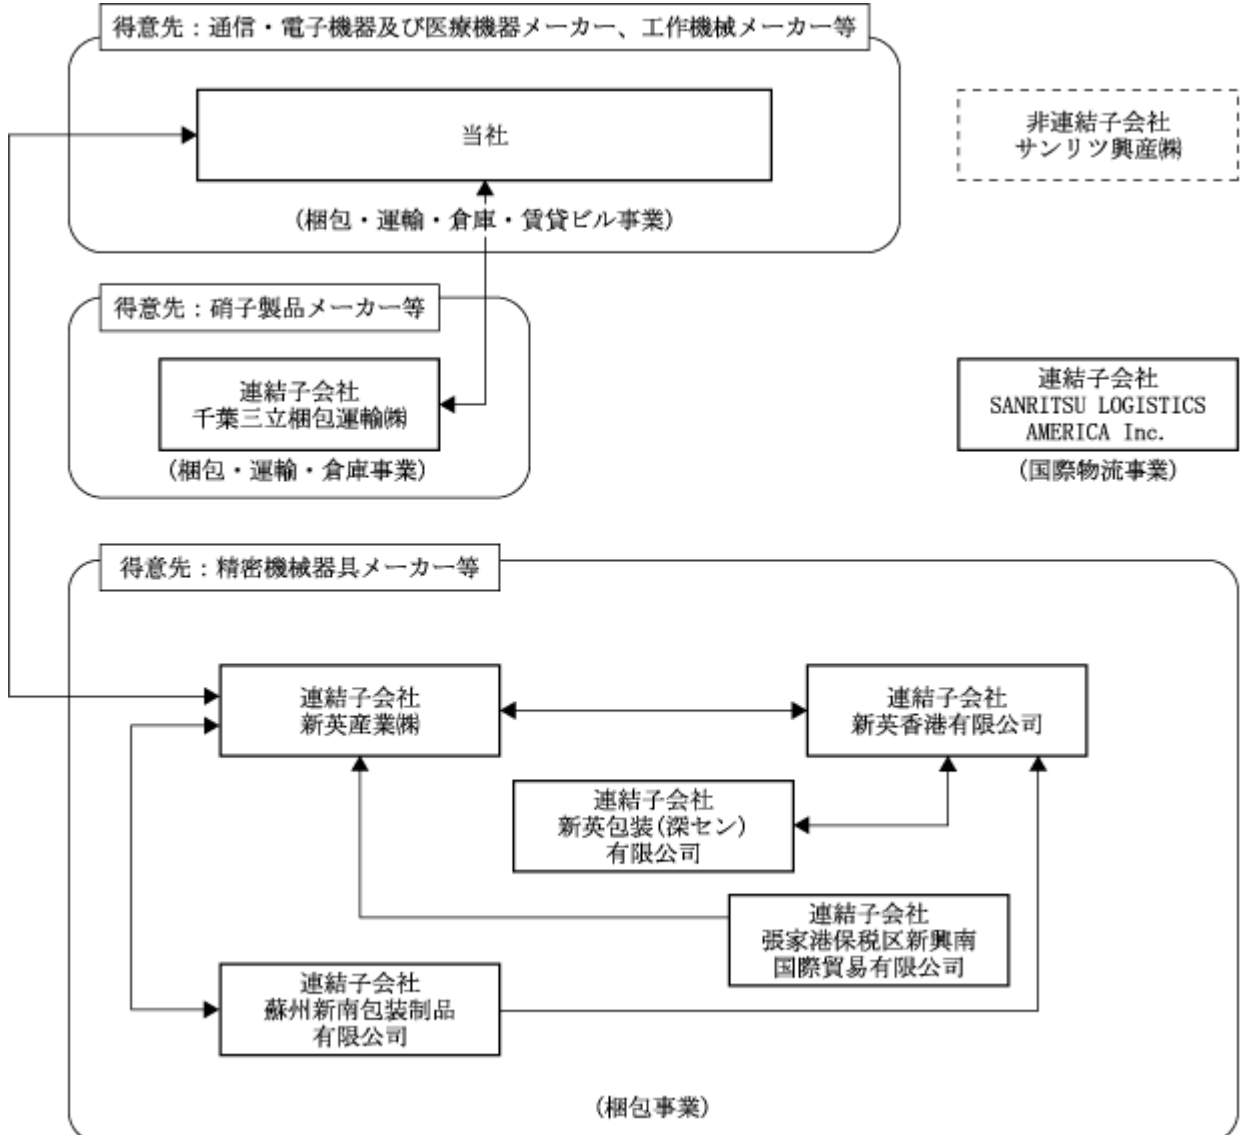 得意先：通信・電子機器及び医療機器メーカー、工作機械メーカー等
当社
(梱包・運輸・倉庫・賃貸ビル事業)
非連結子会社
サンリツ興産㈱
得意先：硝子製品メーカー等
連結子会社
千葉三立梱包運輸㈱
(梱包・運輸・倉庫事業)
連結子会社
SANRITSU LOGISTICS
AMERICA Inc.
(国際物流事業)
得意先：精密機械器具メーカー等
連結子会社
新英産業㈱
連結子会社
新英香港有限公司
連結子会社
新英包装(深セン)
有限公司
連結子会社
張家港保税区新興南
国際貿易有限公司
連結子会社
蘇州新南包装制品
有限公司
(梱包事業)